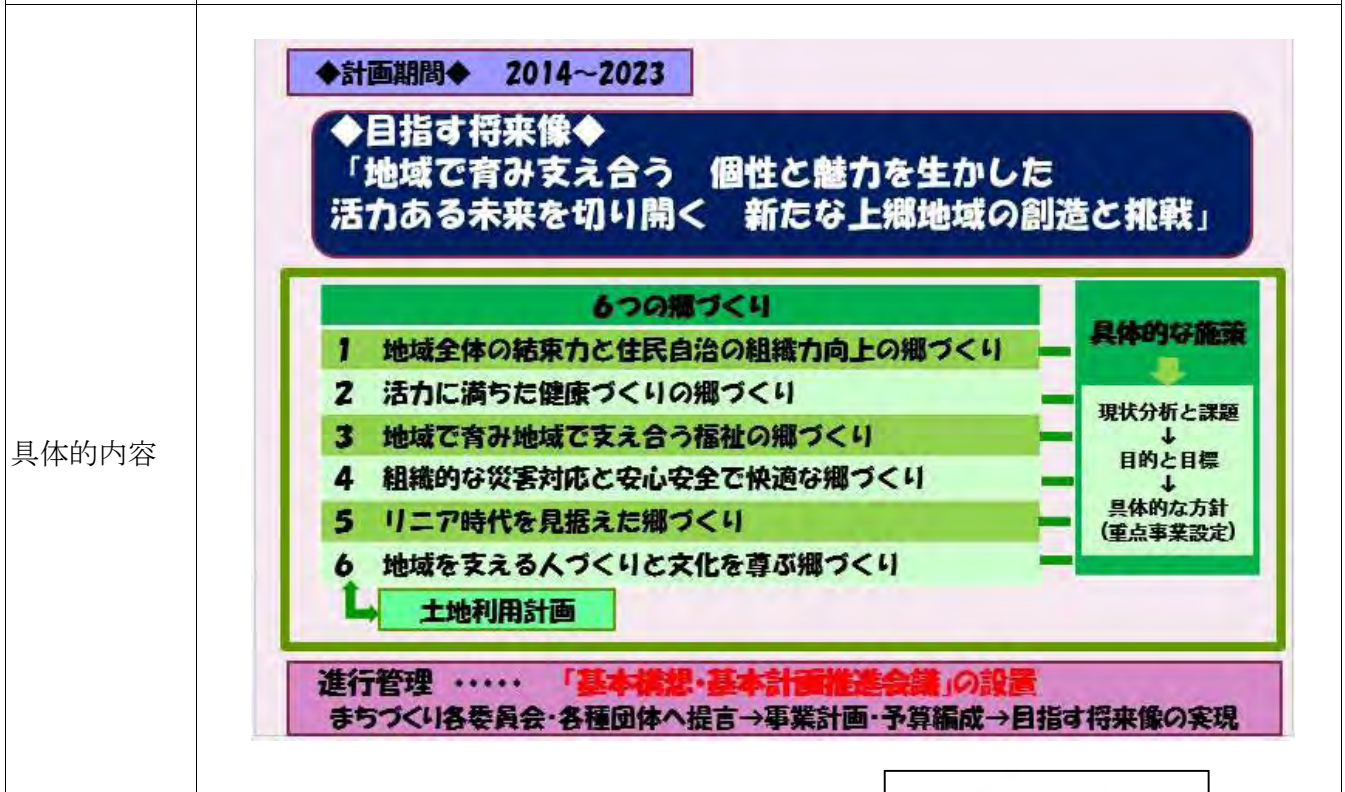 具体的内容
◆計画期間◆ 2014~2023
◆目指す将来像◆
「地域で育み支え合う 個性と魅力を生かした
活力ある未来を切り開く 新たな上郷地域の創造と挑戦」
6つの郷づくり
1 地域全体の結束力と住民自治の組織力向上の郷づくり
2 活力に満ちた健康づくりの郷づくり
3 地域で育み地域で支え合う福祉の郷づくり
4 組織的な災害対応と安心安全で快適な郷づくり
5 リニア時代を見据えた郷づくり
6 地域を支える人づくりと文化を尊ぶ郷づくり
土地利用計画
具体的な施策
現状分析と課題
↓
目的と目標
↓
具体的な方針
(重点事業設定)
進行管理 ・・・・・ 「基本構想・基本計画推進会議」の設置
まちづくり各委員会・各種団体へ提言→事業計画・予算編成→目指す将来像の実現